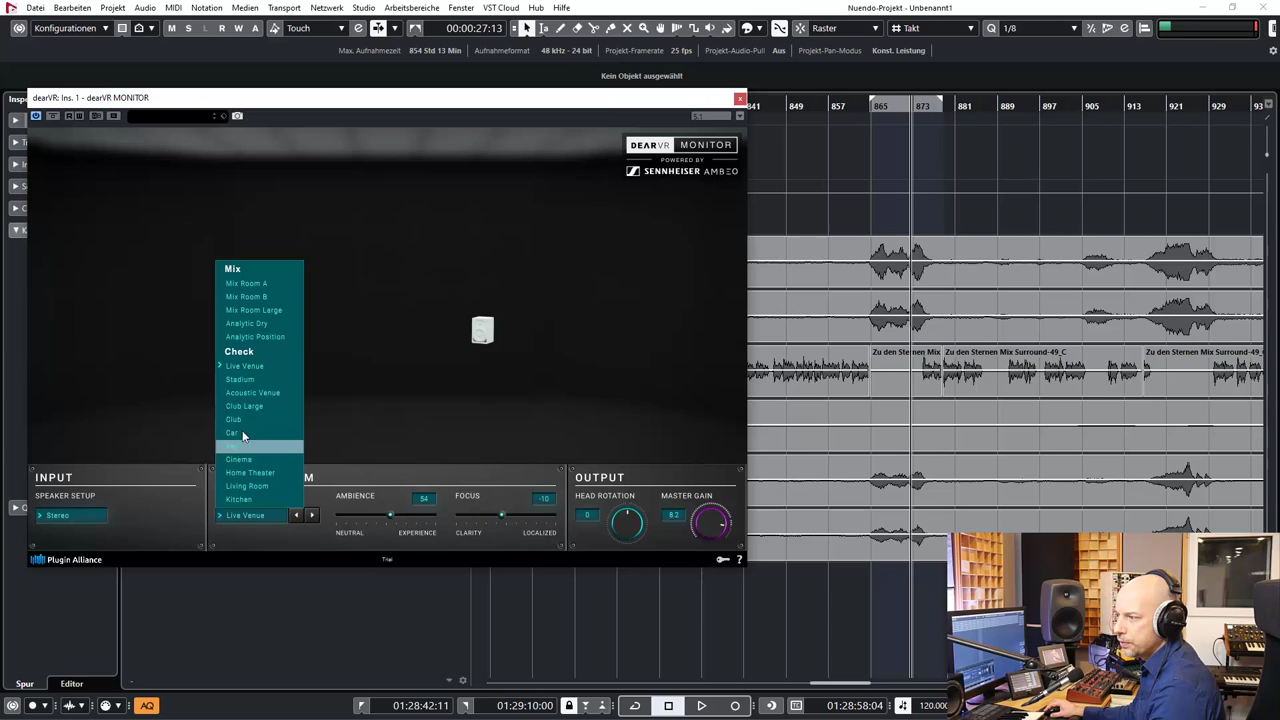 Datei Bearbeiten Projekt Audio MIDI Notation Medien Transport Netzwerk Studio Arbeitsbereiche Fenster VST Cloud Hub Hilfe
Nuendo-Projekt - Unbenannt1
Konfigurationen M S L R W A Touch Raster Takt Q 1/8
Max. Aufnahmezeit 854 Std 13 Min Aufnahmeformat 48 kHz - 24 bit Projekt-Framerate 25 fps Projekt-Audio-Pull Aus Projekt-Pan-Modus Konst. Leistung
Kein Objekt ausgewählt
dearVR: Ins. 1 - dearVR MONITOR
5.1
841 849 857 865 873 881 889 897 905 913 921 929
DEARVR MONITOR
POWERED BY
SENNHEISER AMBEO
Mix
Mix Room A
Mix Room B
Mix Room Large
Analytic Dry
Analytic Position
Check
Live Venue
Stadium
Acoustic Venue
Club Large
Club
Car
Cinema
Home Theater
Living Room
Kitchen
Live Venue
Zu den Sternen Mix
Zu den Sternen Mix Surround-49_C
Zu den Sternen Mix Surround-49_
INPUT
SPEAKER SETUP
Stereo
AMBIENCE 54
NEUTRAL EXPERIENCE
FOCUS -10
CLARITY LOCALIZED
OUTPUT
HEAD ROTATION 0
MASTER GAIN 8.2
Plugin Alliance
Trial
?
Spur Editor
AQ 01:28:42:11 01:29:10:00 01:28:58:04 120.000